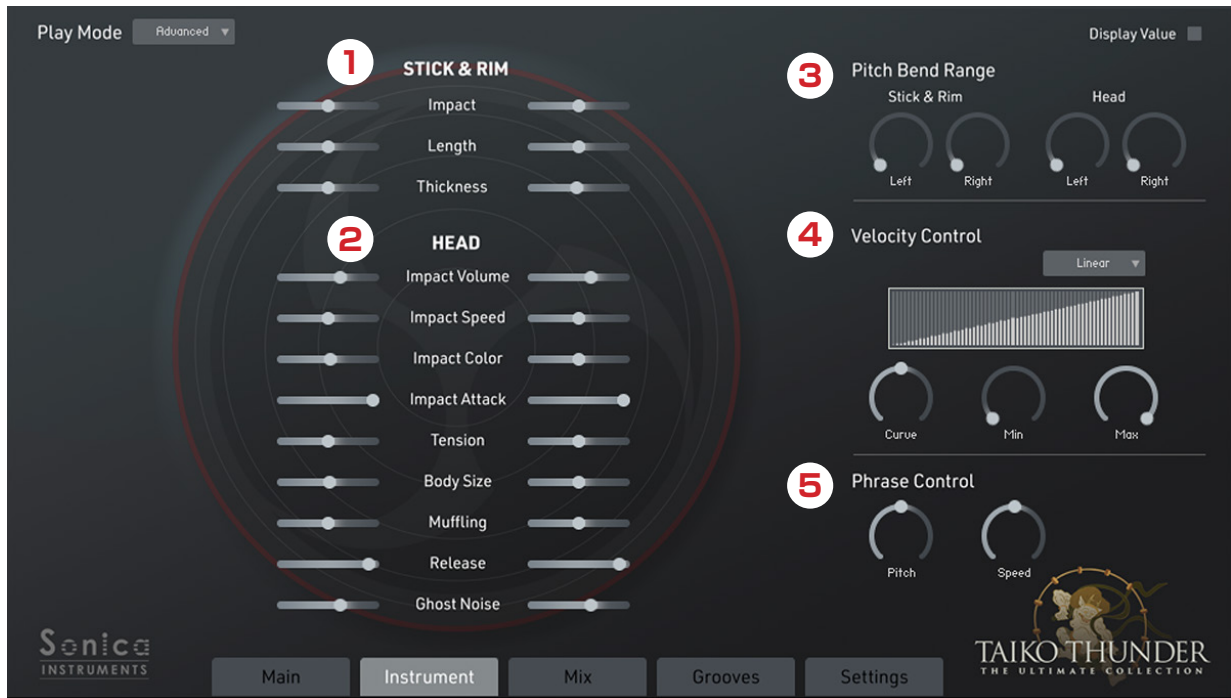 Play Mode
Advanced
Display Value
1
STICK & RIM
Impact
Length
Thickness
2
HEAD
Impact Volume
Impact Speed
Impact Color
Impact Attack
Tension
Body Size
Muffling
Release
Ghost Noise
3
Pitch Bend Range
Stick & Rim Head
Left Right Left Right
4
Velocity Control
Linear
Curve Min Max
5
Phrase Control
Pitch Speed
Sonica
INSTRUMENTS
TAIKO THUNDER
THE ULTIMATE COLLECTION
Main Instrument Mix Grooves Settings